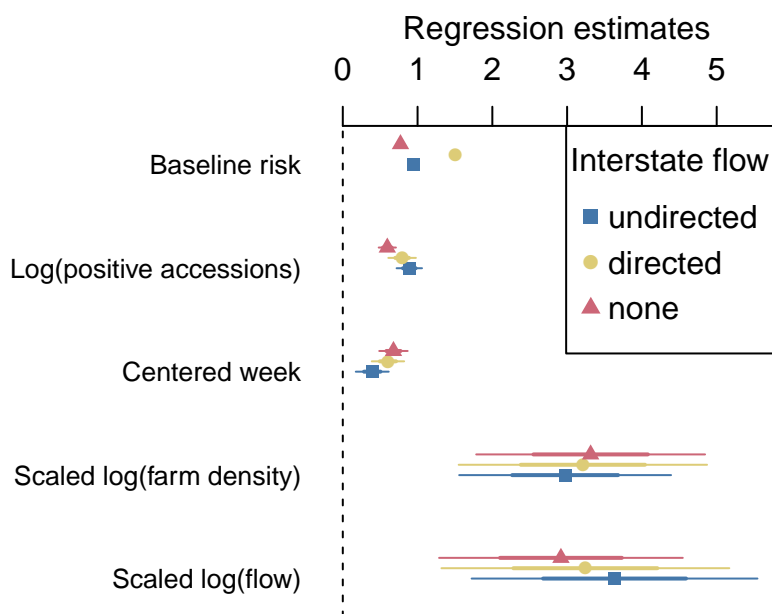 Regression estimates
0 1 2 3 4 5
Interstate flow
undirected
directed
none
Baseline risk
Log(positive accessions)
Centered week
Scaled log(farm density)
Scaled log(flow)